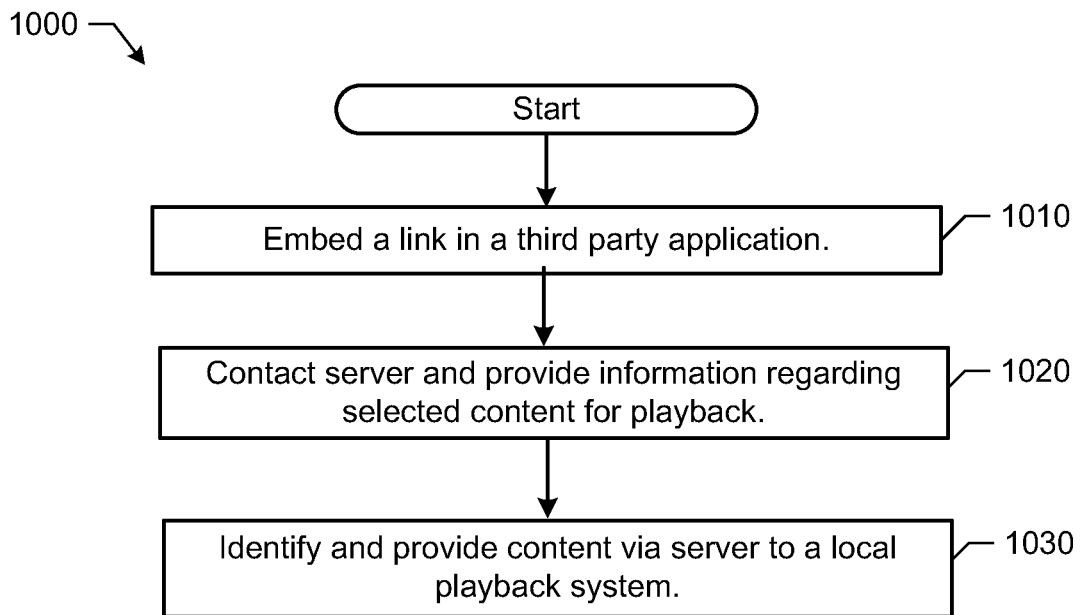 1000
Start
Embed a link in a third party application.
1010
Contact server and provide information regarding
selected content for playback.
1020
Identify and provide content via server to a local
playback system.
1030